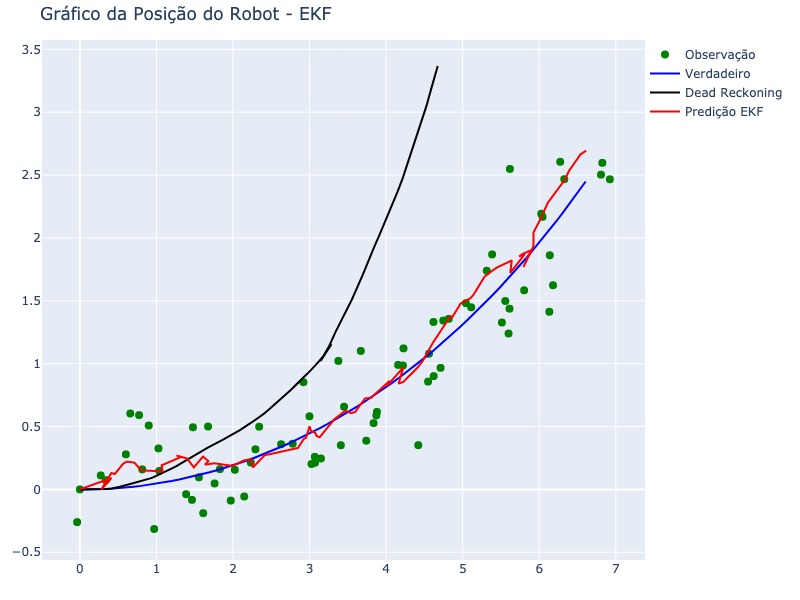 Gráfico da Posição do Robot - EKF
Observação
Verdadeiro
Dead Reckoning
Predição EKF
3.5
3
2.5
2
1.5
1
0.5
0
−0.5
0 1 2 3 4 5 6 7